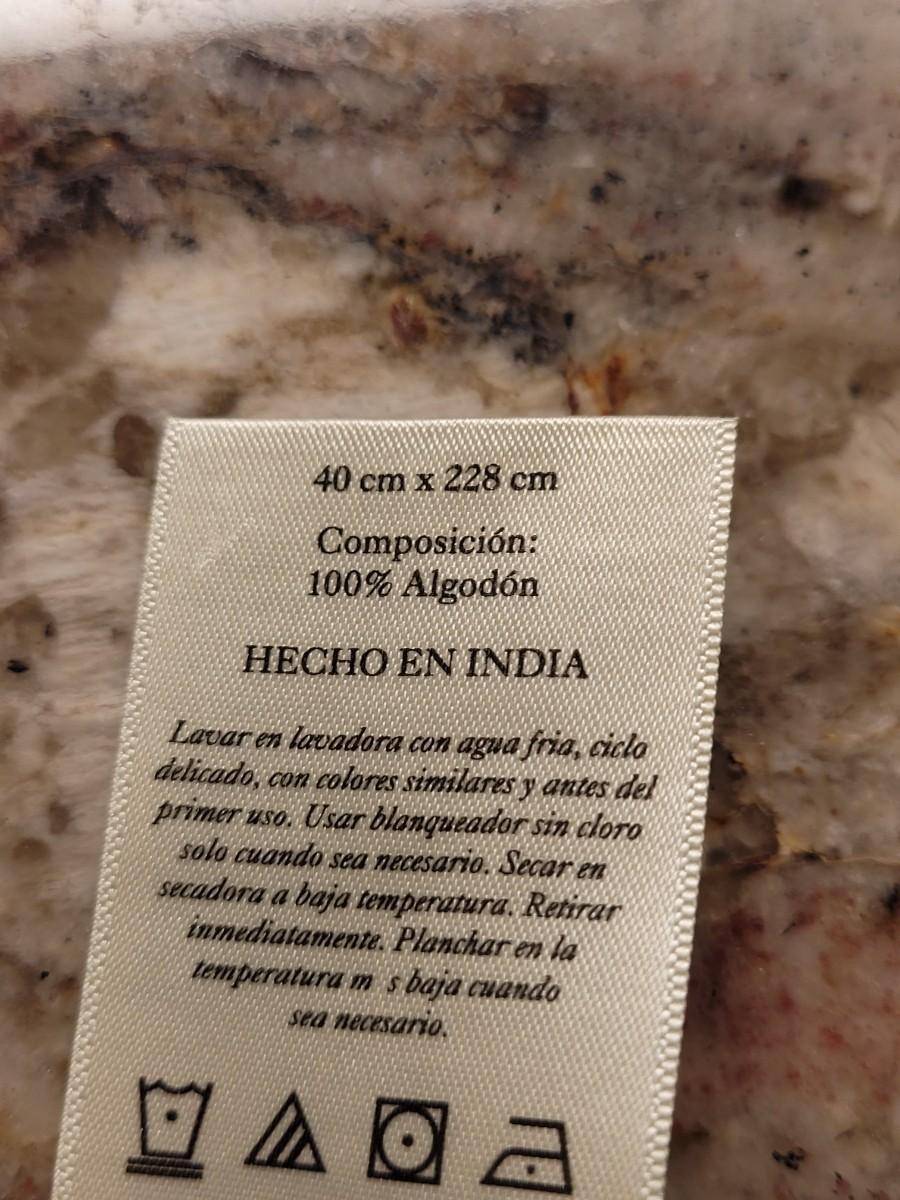 40 cm x 228 cm
Composición:
100% Algodón
HECHO EN INDIA
Lavar en lavadora con agua fria, ciclo
delicado, con colores similares y antes del
primer uso. Usar blanqueador sin cloro
solo cuando sea necesario. Secar en
secadora a baja temperatura. Retirar
inmediatamente. Planchar en la
temperatura m s baja cuando
sea necesario.